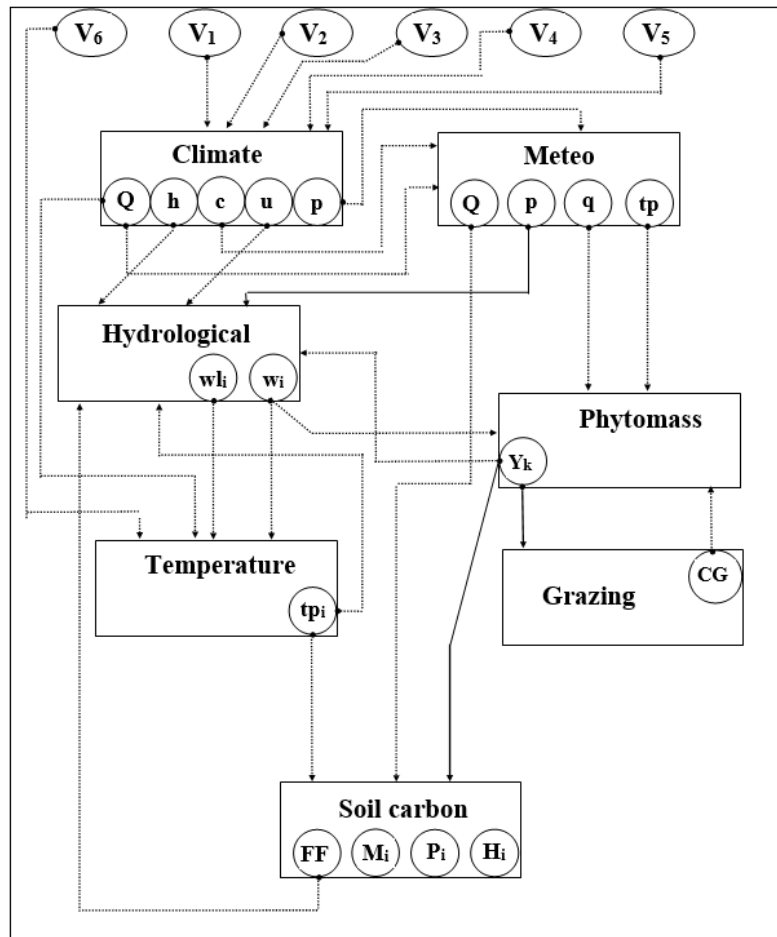 V6 V1 V2 V3 V4 V5
Climate
Q h c u p
Meteo
Q p q tp
Hydrological
wli wi
Phytomass
Yk
Temperature
tpi
Grazing
CG
Soil carbon
FF Mi Pi Hi